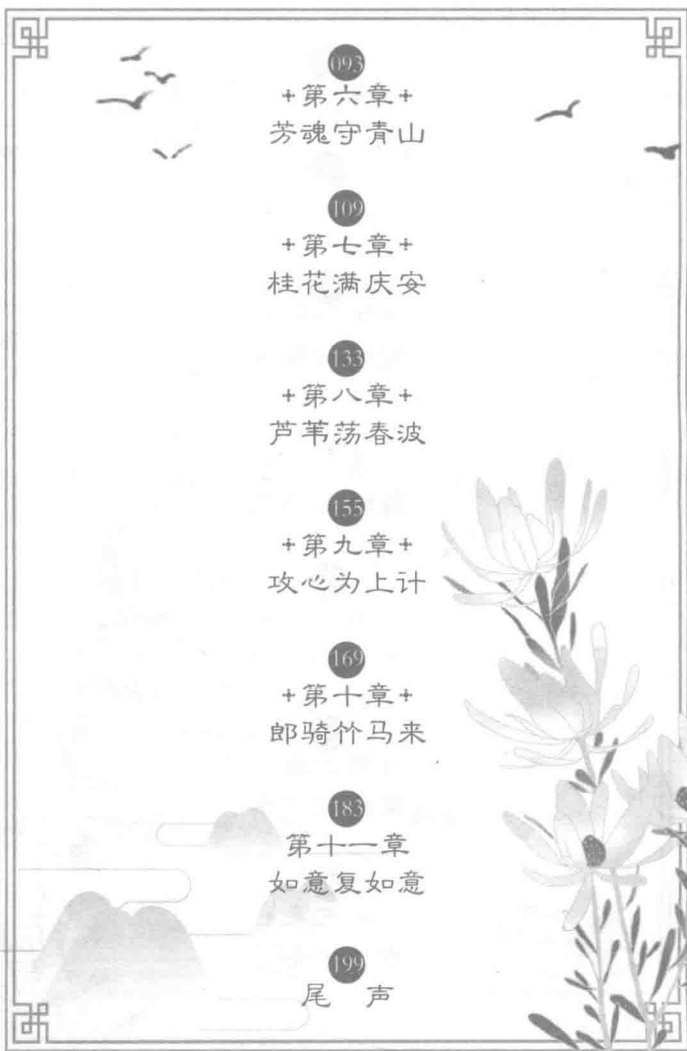 093
+第六章+
芳魂守青山
109
+第七章+
桂花满庆安
133
+第八章+
芦苇荡春波
155
+第九章+
攻心为上计
169
+第十章+
郎骑竹马来
183
第十一章
如意复如意
199
尾 声